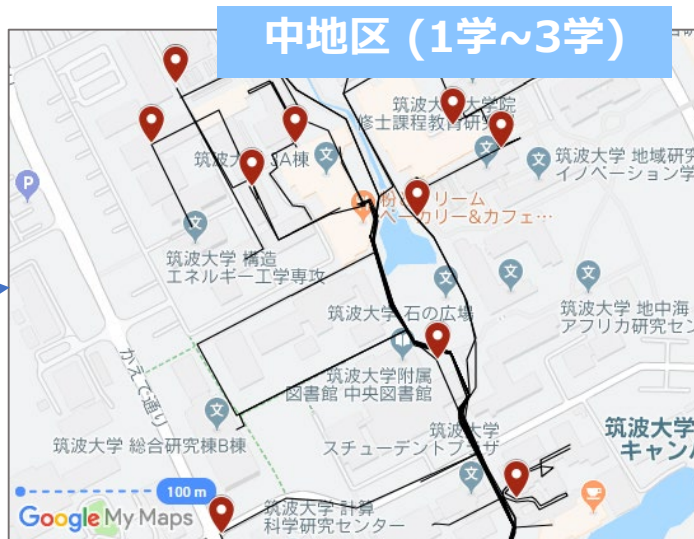 中地区 (1学~3学)
筑波大学大学院
修士課程教育研究
筑波大学 3A棟
筑波大学 地域研究
イノベーション学
粉とクリーム
ベーカリー&カフェ…
筑波大学 構造
エネルギー工学専攻
筑波大学 石の広場
筑波大学 地中海
アフリカ研究セン
かえで通り
筑波大学附属
図書館 中央図書館
筑波大学 総合研究棟B棟
筑波大学
スチューデントプラザ
筑波大学
キャンパ
P
100 m
筑波大学 計算
科学研究センター
Google My Maps